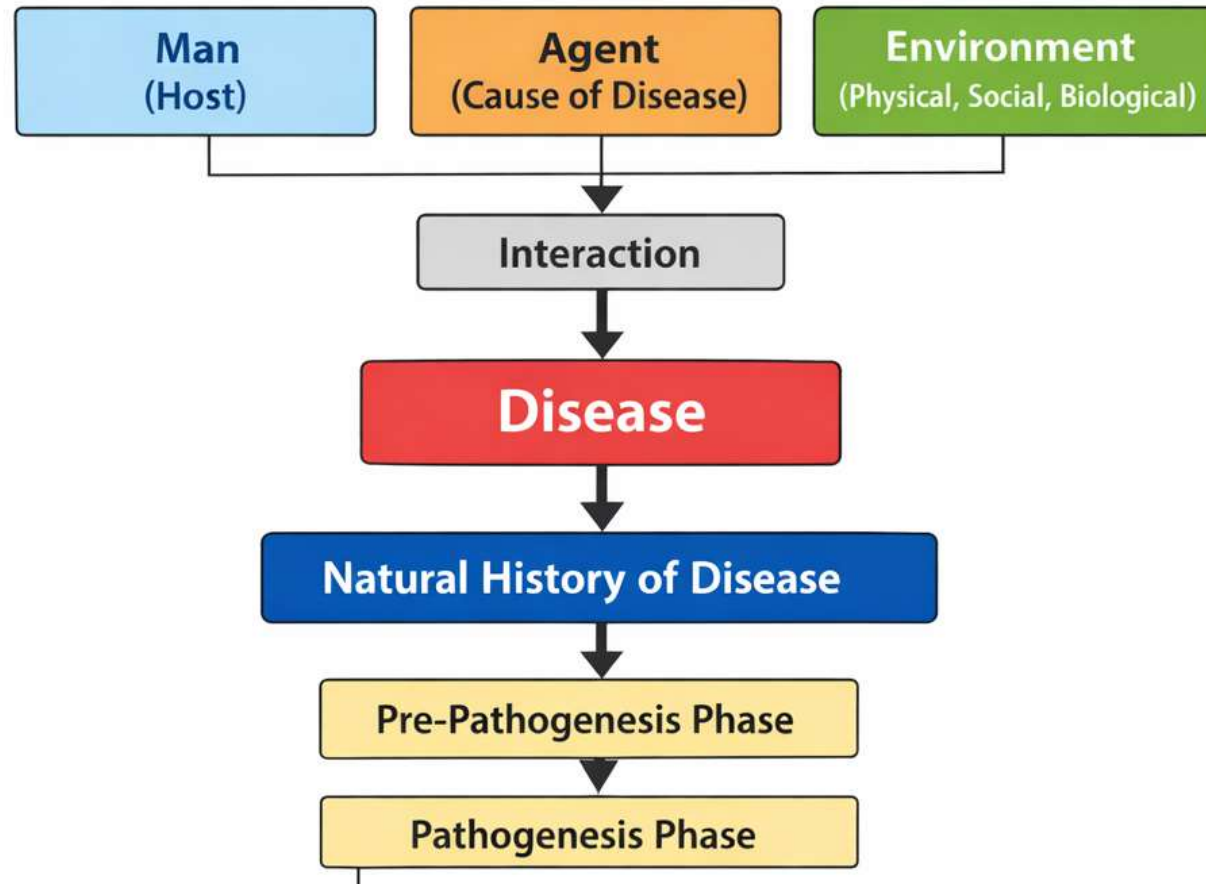 Man
(Host)
Agent
(Cause of Disease)
Environment
(Physical, Social, Biological)
Interaction
Disease
Natural History of Disease
Pre-Pathogenesis Phase
Pathogenesis Phase